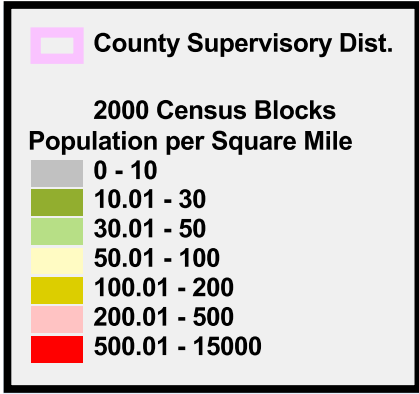 County Supervisory Dist.
2000 Census Blocks
Population per Square Mile
0 - 10
10.01 - 30
30.01 - 50
50.01 - 100
100.01 - 200
200.01 - 500
500.01 - 15000